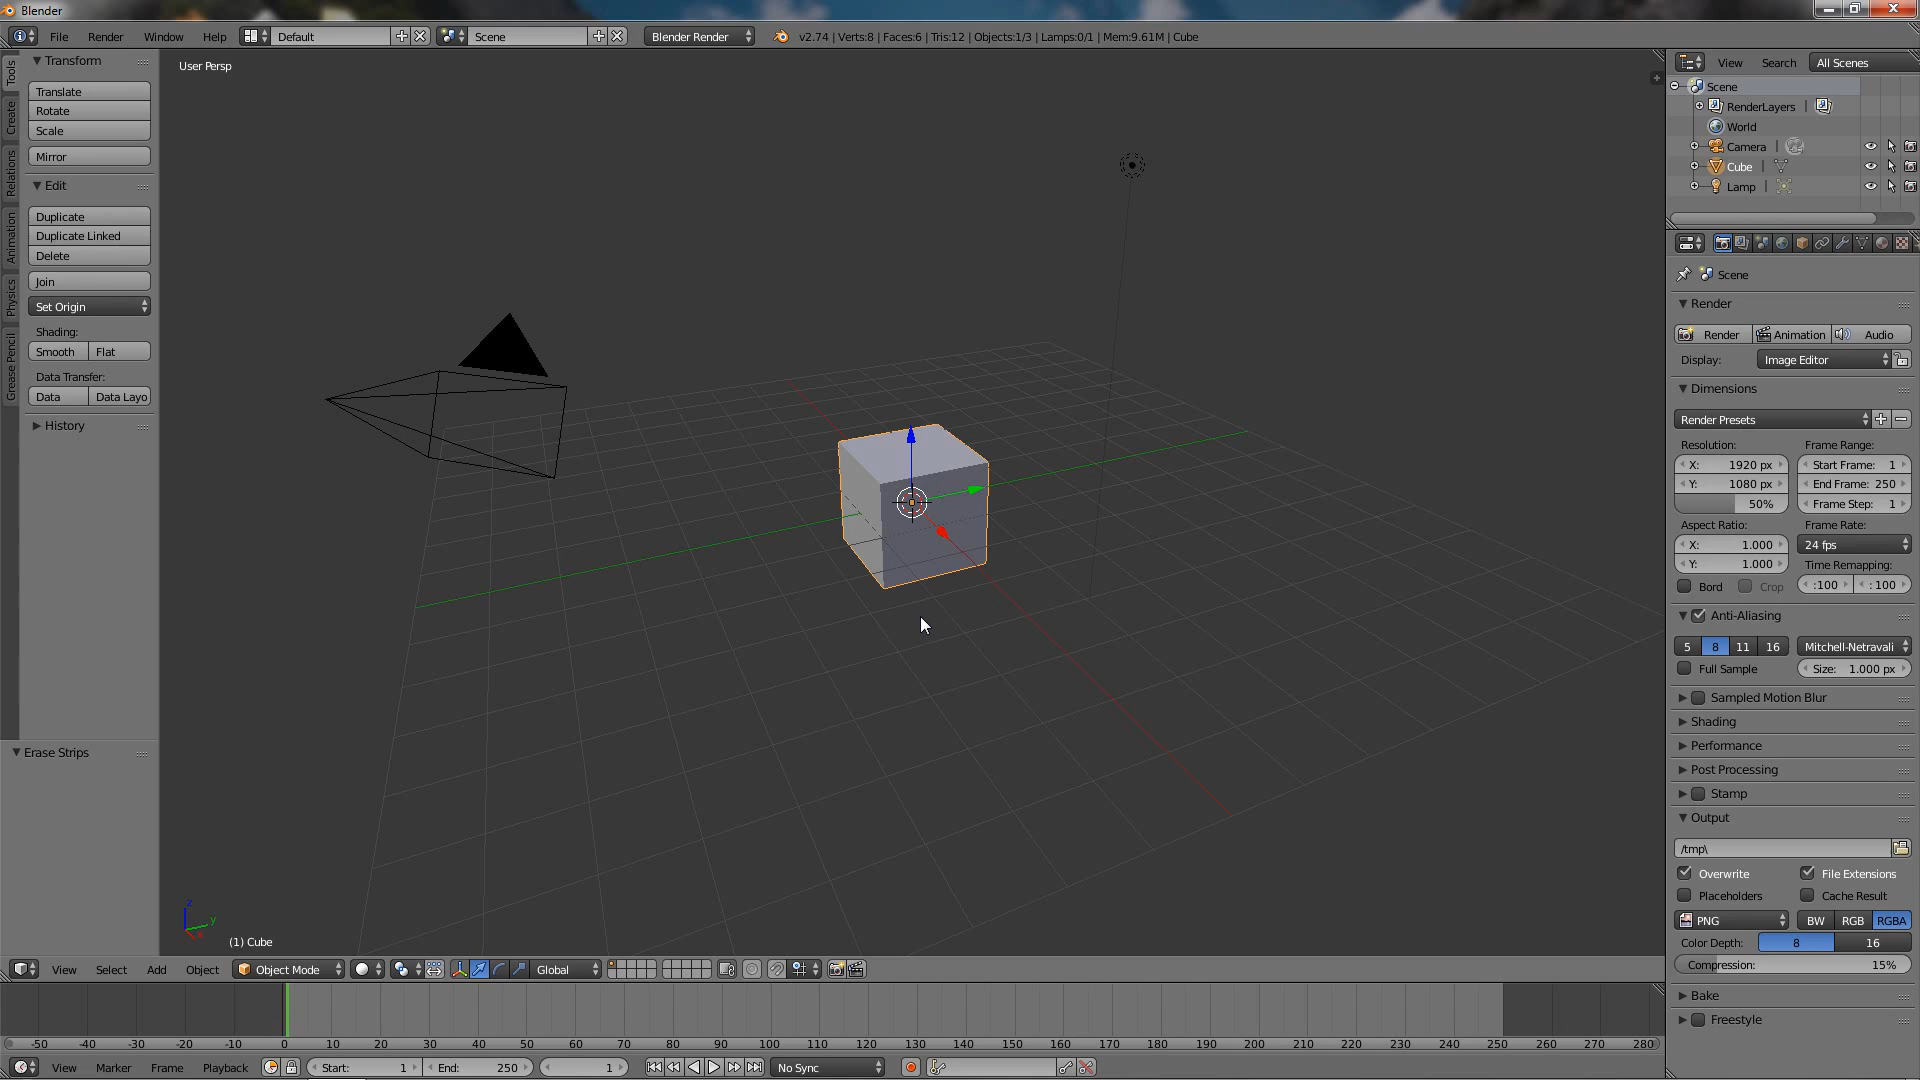 Blender
File Render Window Help Default Scene Blender Render v2.74 | Verts:8 | Faces:6 | Tris:12 | Objects:1/3 | Lamps:0/1 | Mem:9.61M | Cube
Tools
Create
Relations
Animation
Physics
Grease Pencil
Transform
Translate
Rotate
Scale
Mirror
Edit
Duplicate
Duplicate Linked
Delete
Join
Set Origin
Shading:
Smooth Flat
Data Transfer:
Data Data Layo
History
Erase Strips
User Persp
z
y
x
(1) Cube
View Select Add Object Object Mode Global
-50 -40 -30 -20 -10 0 10 20 30 40 50 60 70 80 90 100 110 120 130 140 150 160 170 180 190 200 210 220 230 240 250 260 270 280
View Marker Frame Playback Start: 1 End: 250 1 No Sync
View Search All Scenes
Scene
RenderLayers |
World
Camera |
Cube |
Lamp |
Scene
Render
Render Animation Audio
Display: Image Editor
Dimensions
Render Presets
Resolution: Frame Range:
X: 1920 px Start Frame: 1
Y: 1080 px End Frame: 250
50% Frame Step: 1
Aspect Ratio: Frame Rate:
X: 1.000 24 fps
Y: 1.000 Time Remapping:
Bord Crop :100 : 100
Anti-Aliasing
5 8 11 16 Mitchell-Netravali
Full Sample Size: 1.000 px
Sampled Motion Blur
Shading
Performance
Post Processing
Stamp
Output
/tmp\
Overwrite File Extensions
Placeholders Cache Result
PNG BW RGB RGBA
Color Depth: 8 16
Compression: 15%
Bake
Freestyle